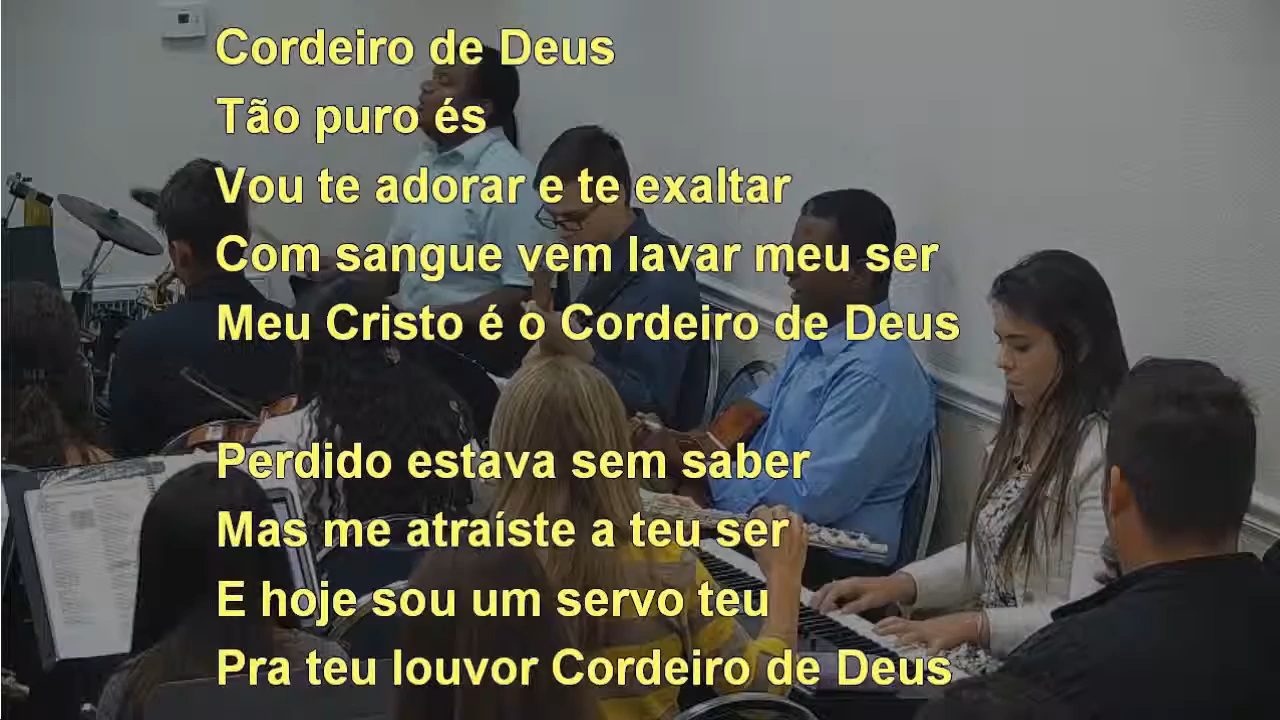 Cordeiro de Deus
Tão puro és
Vou te adorar e te exaltar
Com sangue vem lavar meu ser
Meu Cristo é o Cordeiro de Deus
Perdido estava sem saber
Mas me atraíste a teu ser
E hoje sou um servo teu
Pra teu louvor Cordeiro de Deus